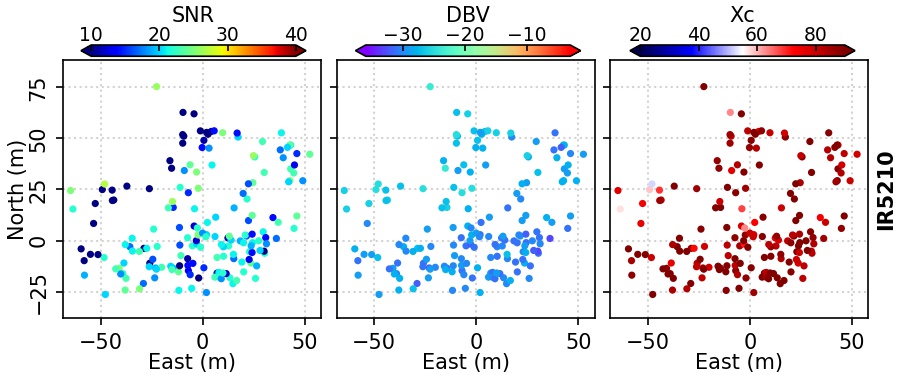 SNR
10 20 30 40
DBV
−30 −20 −10
Xc
20 40 60 80
North (m)
75
50
25
0
−25
−50 0 50
East (m)
−50 0 50
East (m)
−50 0 50
East (m)
IR5210